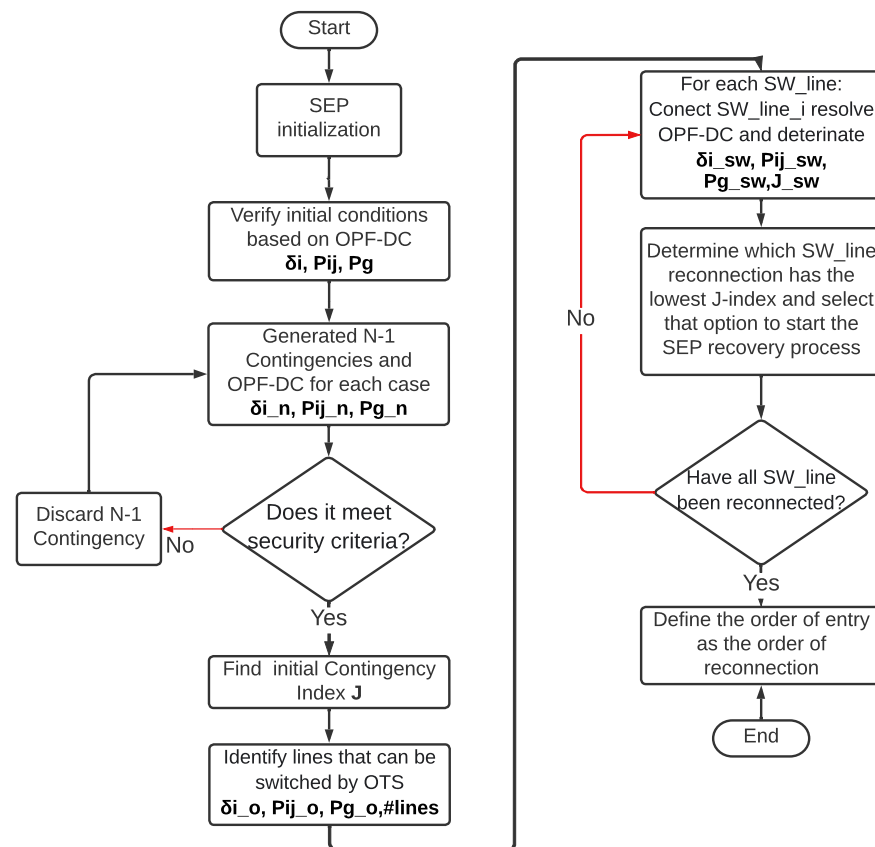 Start
SEP
initialization
Verify initial conditions
based on OPF-DC
δi, Pij, Pg
Generated N-1
Contingencies and
OPF-DC for each case
δi_n, Pij_n, Pg_n
Does it meet
security criteria?
No
Discard N-1
Contingency
Yes
Find initial Contingency
Index J
Identify lines that can be
switched by OTS
δi_o, Pij_o, Pg_o,#lines
For each SW_line:
Conect SW_line_i resolve
OPF-DC and deterinate
δi_sw, Pij_sw,
Pg_sw,J_sw
Determine which SW_line
reconnection has the
lowest J-index and select
that option to start the
SEP recovery process
No
Have all SW_line
been reconnected?
Yes
Define the order of entry
as the order of
reconnection
End